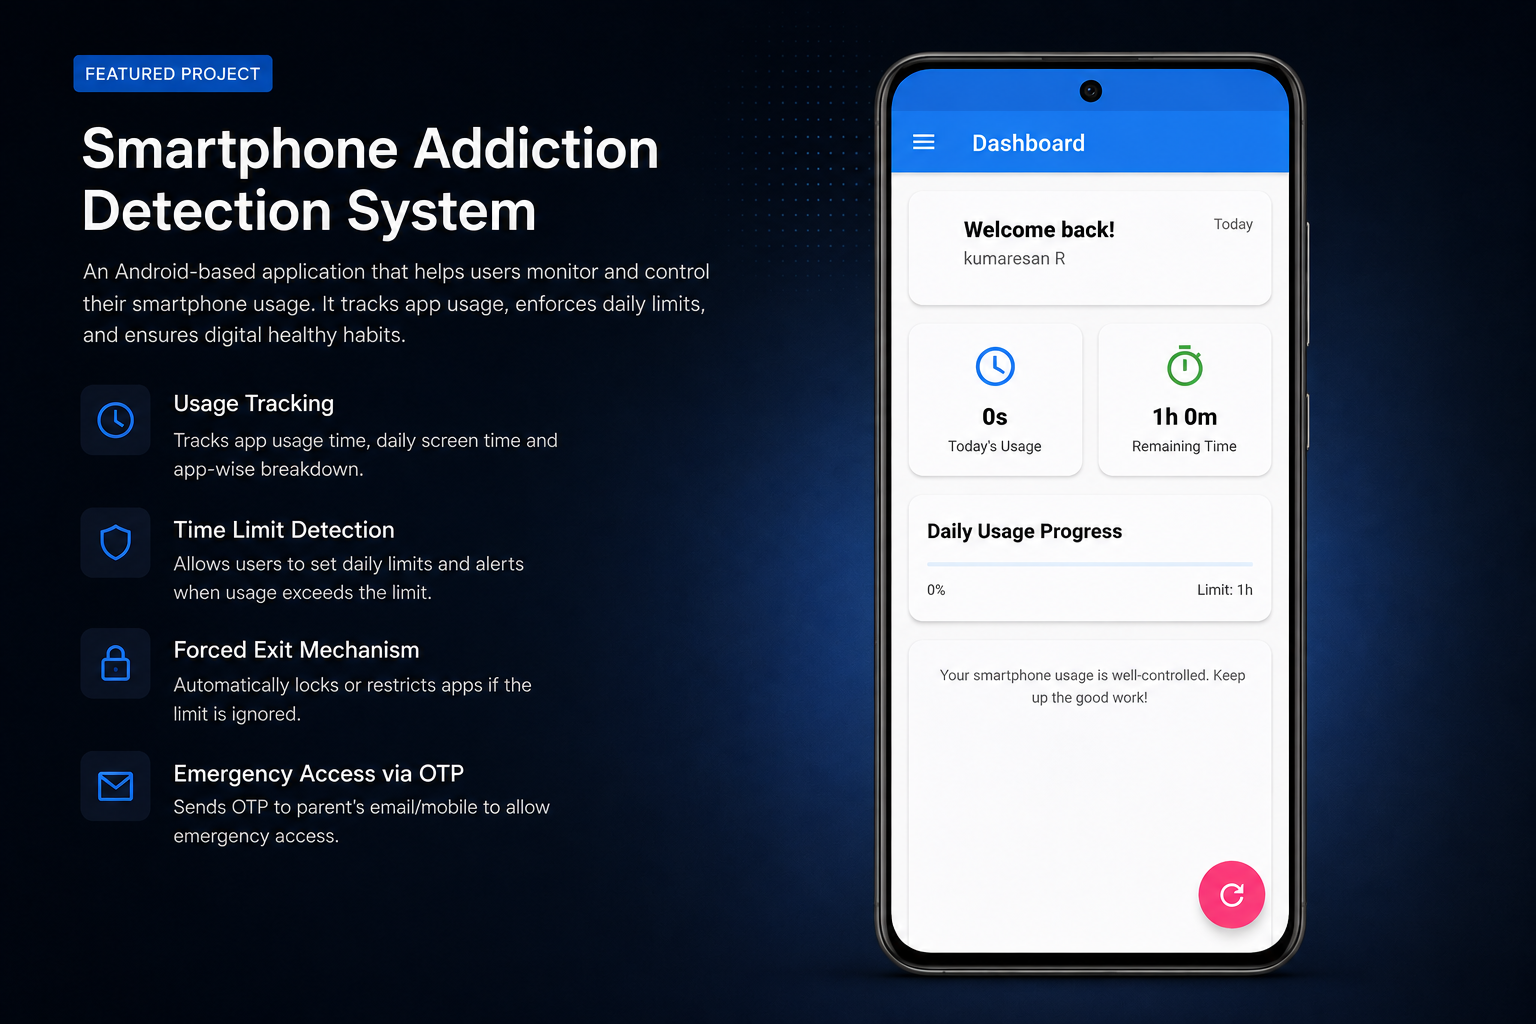 FEATURED PROJECT
Smartphone Addiction
Detection System
An Android-based application that helps users monitor and control
their smartphone usage. It tracks app usage, enforces daily limits,
and ensures digital healthy habits.
Usage Tracking
Tracks app usage time, daily screen time and
app-wise breakdown.
Time Limit Detection
Allows users to set daily limits and alerts
when usage exceeds the limit.
Forced Exit Mechanism
Automatically locks or restricts apps if the
limit is ignored.
Emergency Access via OTP
Sends OTP to parent's email/mobile to allow
emergency access.
Dashboard
Welcome back!
Today
kumaresan R
0s
Today's Usage
1h 0m
Remaining Time
Daily Usage Progress
0%
Limit: 1h
Your smartphone usage is well-controlled. Keep
up the good work!